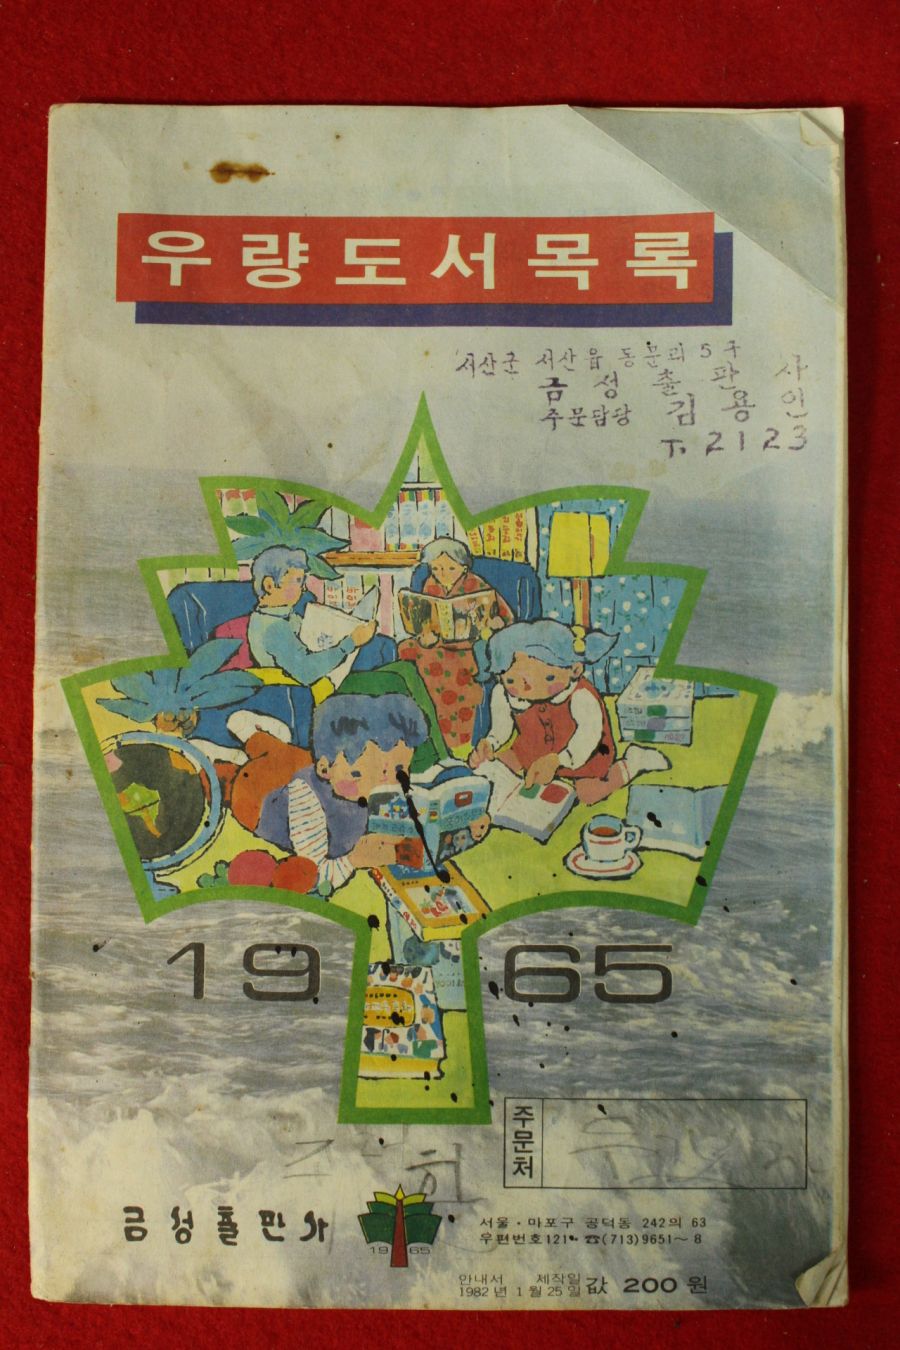 우량도서목록
서산군 서산읍 동문리 5구
금성출판사
주문담당 김용인
T. 2123
1965
주문처
금성출판사
1965
서울·마포구 공덕동 242의 63
우편번호121 ☎(713)9651~8
안내서 제작일
1982년 1월 25일 값 200원